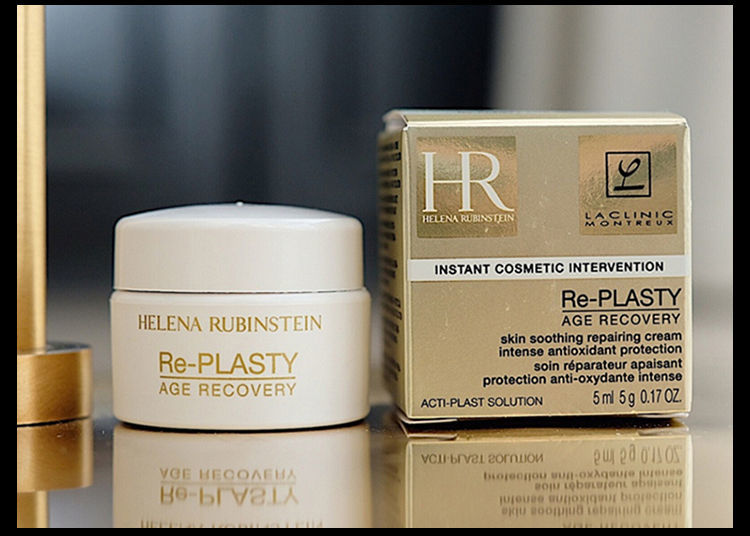 HELENA RUBINSTEIN
Re-PLASTY
AGE RECOVERY
HR
HELENA RUBINSTEIN
LACLINIC
MONTREUX
INSTANT COSMETIC INTERVENTION
Re-PLASTY
AGE RECOVERY
skin soothing repairing cream
intense antioxidant protection
soin réparateur apaisant
protection anti-oxydante intense
ACTI-PLAST SOLUTION 5 ml 5 g 0.17 OZ.